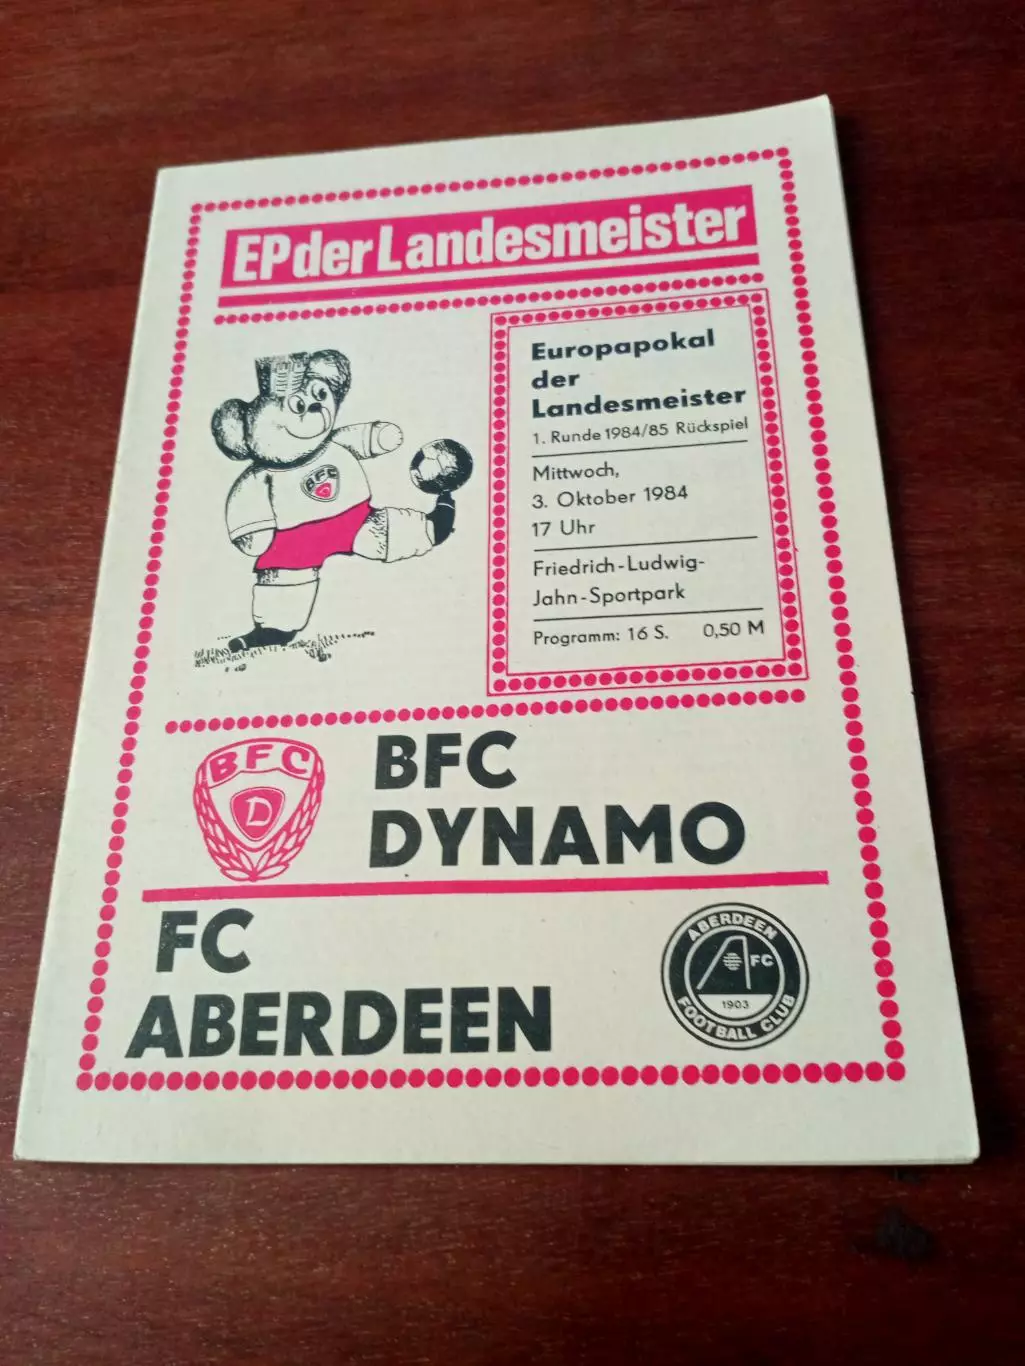 EP der Landesmeister
Europapokal
der
Landesmeister
1. Runde 1984/85 Rückspiel
Mittwoch,
3. Oktober 1984
17 Uhr
Friedrich-Ludwig-
Jahn-Sportpark
Programm: 16 S. 0,50 M
BFC
D
BFC
D
BFC
DYNAMO
FC
ABERDEEN
ABERDEEN
FC
1903
FOOTBALL CLUB